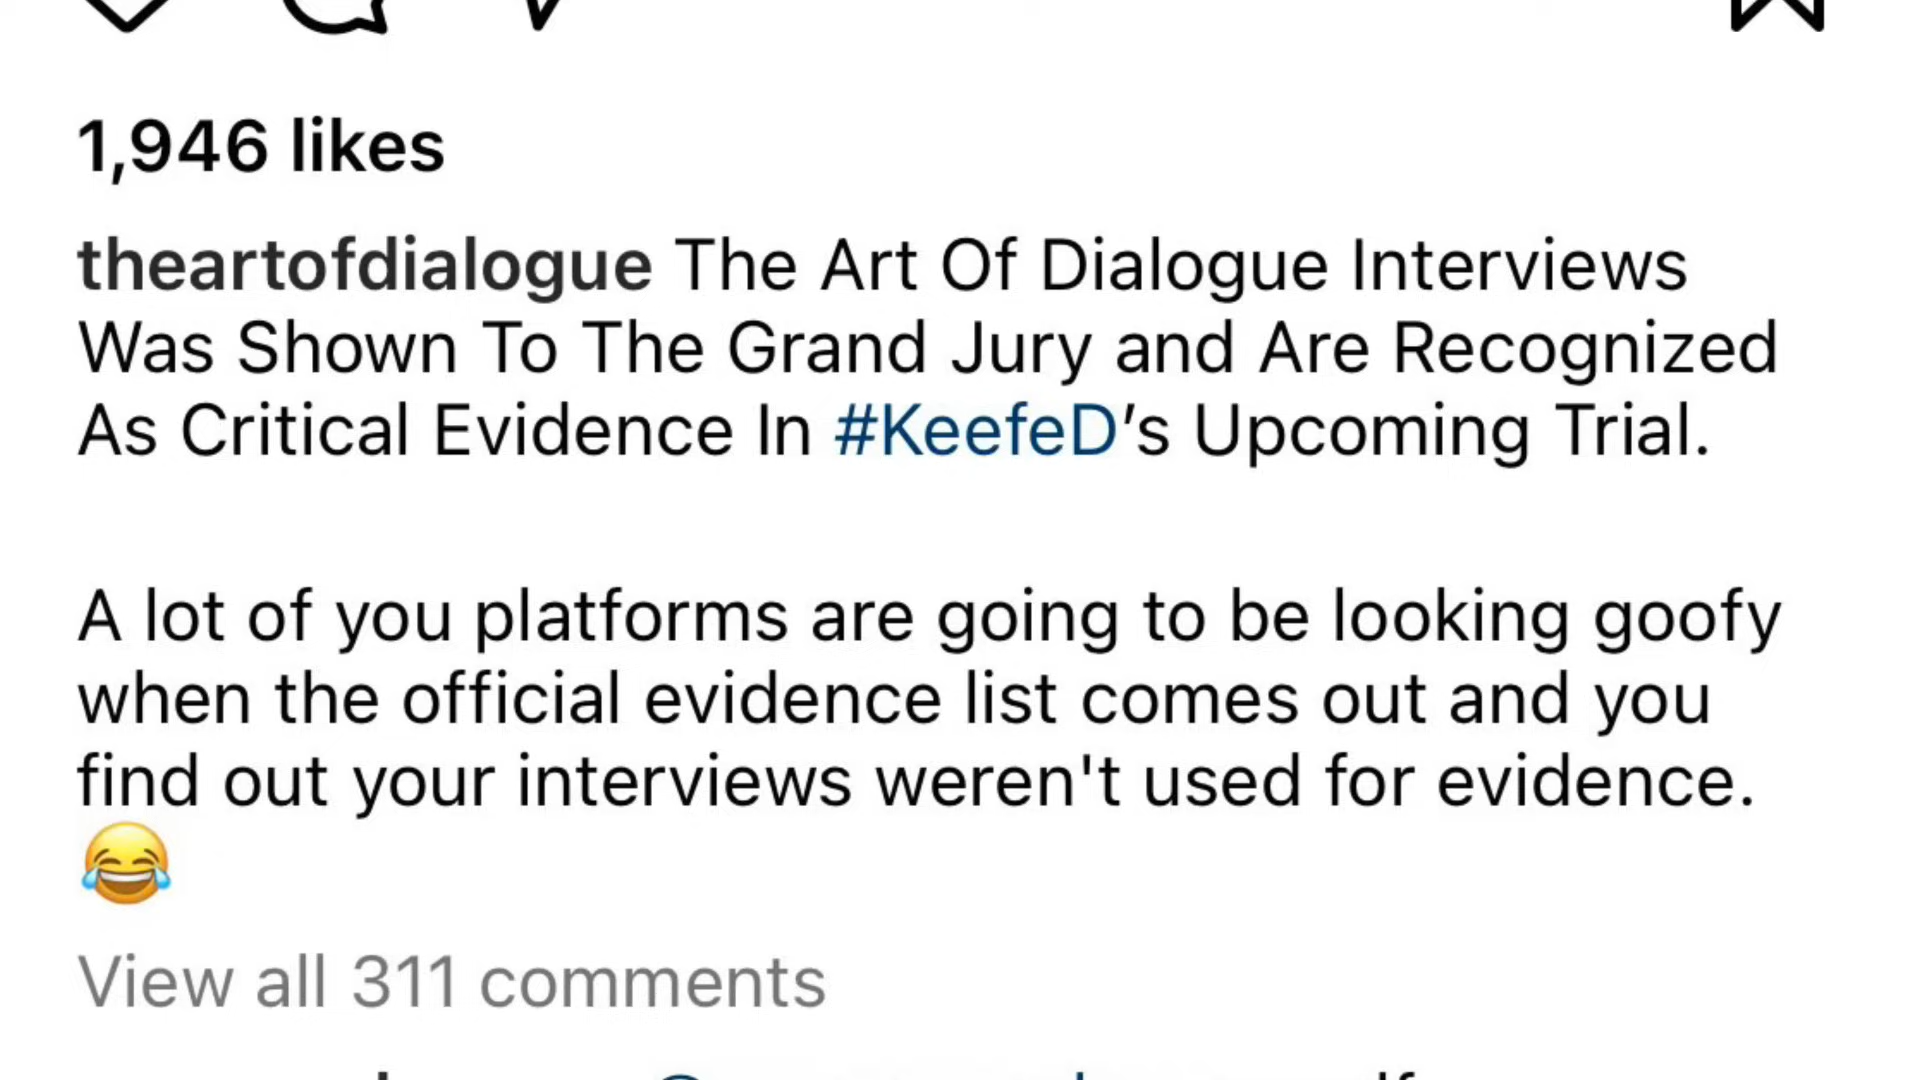 1,946 likes
theartofdialogue The Art Of Dialogue Interviews
Was Shown To The Grand Jury and Are Recognized
As Critical Evidence In #KeefeD’s Upcoming Trial.
A lot of you platforms are going to be looking goofy
when the official evidence list comes out and you
find out your interviews weren't used for evidence.
😂
View all 311 comments